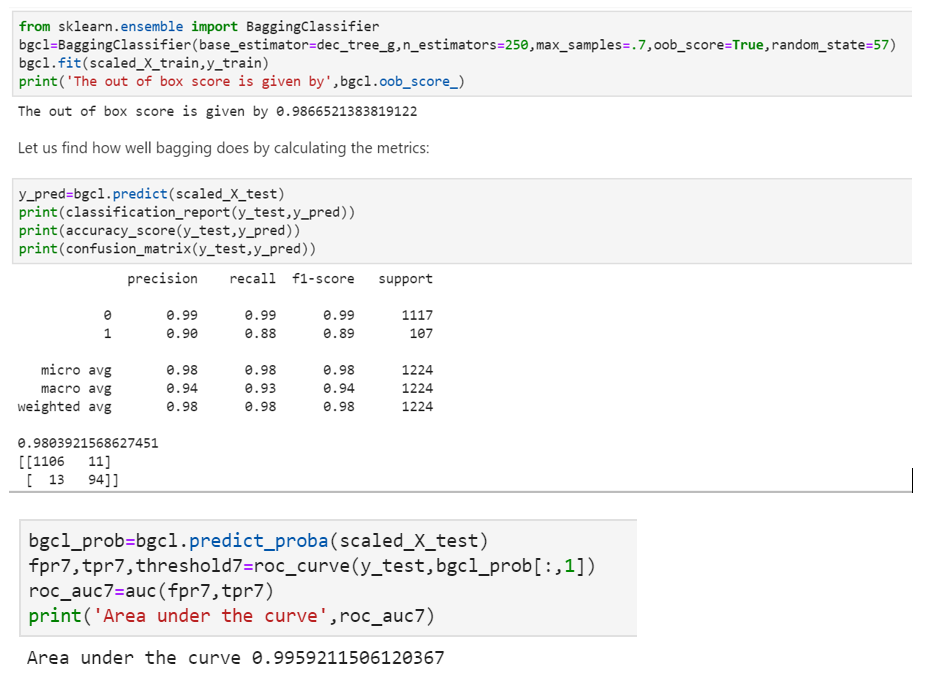 from sklearn.ensemble import BaggingClassifier
bgcl=BaggingClassifier(base_estimator=dec_tree_g,n_estimators=250,max_samples=.7,oob_score=True,random_state=57)
bgcl.fit(scaled_X_train,y_train)
print('The out of box score is given by',bgcl.oob_score_)
The out of box score is given by 0.9866521383819122
Let us find how well bagging does by calculating the metrics:
y_pred=bgcl.predict(scaled_X_test)
print(classification_report(y_test,y_pred))
print(accuracy_score(y_test,y_pred))
print(confusion_matrix(y_test,y_pred))
precision recall f1-score support
0 0.99 0.99 0.99 1117
1 0.90 0.88 0.89 107
micro avg 0.98 0.98 0.98 1224
macro avg 0.94 0.93 0.94 1224
weighted avg 0.98 0.98 0.98 1224
0.9803921568627451
[[1106 11]
[ 13 94]]
bgcl_prob=bgcl.predict_proba(scaled_X_test)
fpr7,tpr7,threshold7=roc_curve(y_test,bgcl_prob[:,1])
roc_auc7=auc(fpr7,tpr7)
print('Area under the curve',roc_auc7)
Area under the curve 0.9959211506120367